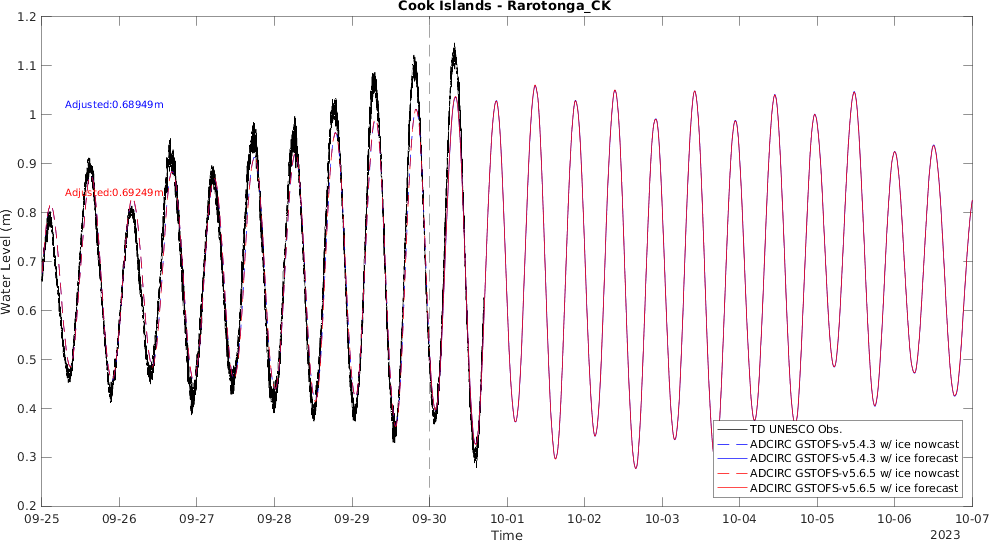 Cook Islands - Rarotonga_CK
Water Level (m)
1.2
1.1
1
0.9
0.8
0.7
0.6
0.5
0.4
0.3
0.2
Adjusted:0.68949m
Adjusted:0.69249m
TD UNESCO Obs.
ADCIRC GSTOFS-v5.4.3 w/ ice nowcast
ADCIRC GSTOFS-v5.4.3 w/ ice forecast
ADCIRC GSTOFS-v5.6.5 w/ ice nowcast
ADCIRC GSTOFS-v5.6.5 w/ ice forecast
09-25 09-26 09-27 09-28 09-29 09-30 10-01 10-02 10-03 10-04 10-05 10-06 10-07
Time
2023